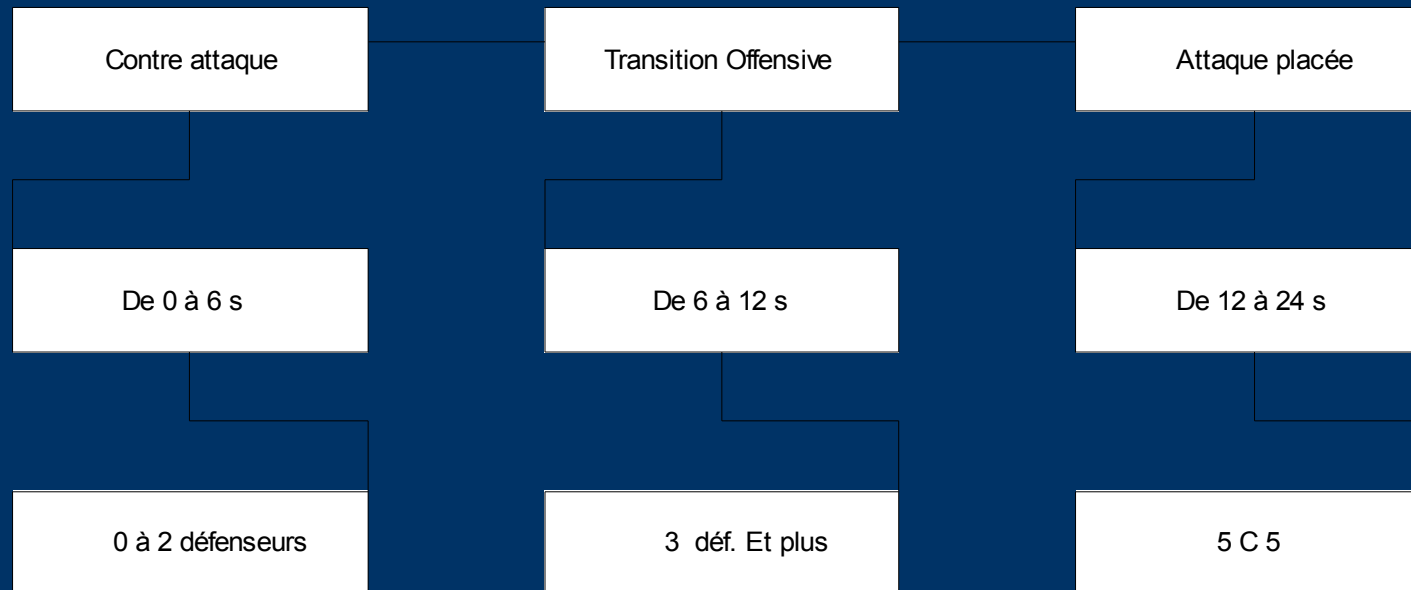 Contre attaque
Transition Offensive
Attaque placée
De 0 à 6 s
De 6 à 12 s
De 12 à 24 s
0 à 2 défenseurs
3 déf. Et plus
5 C 5